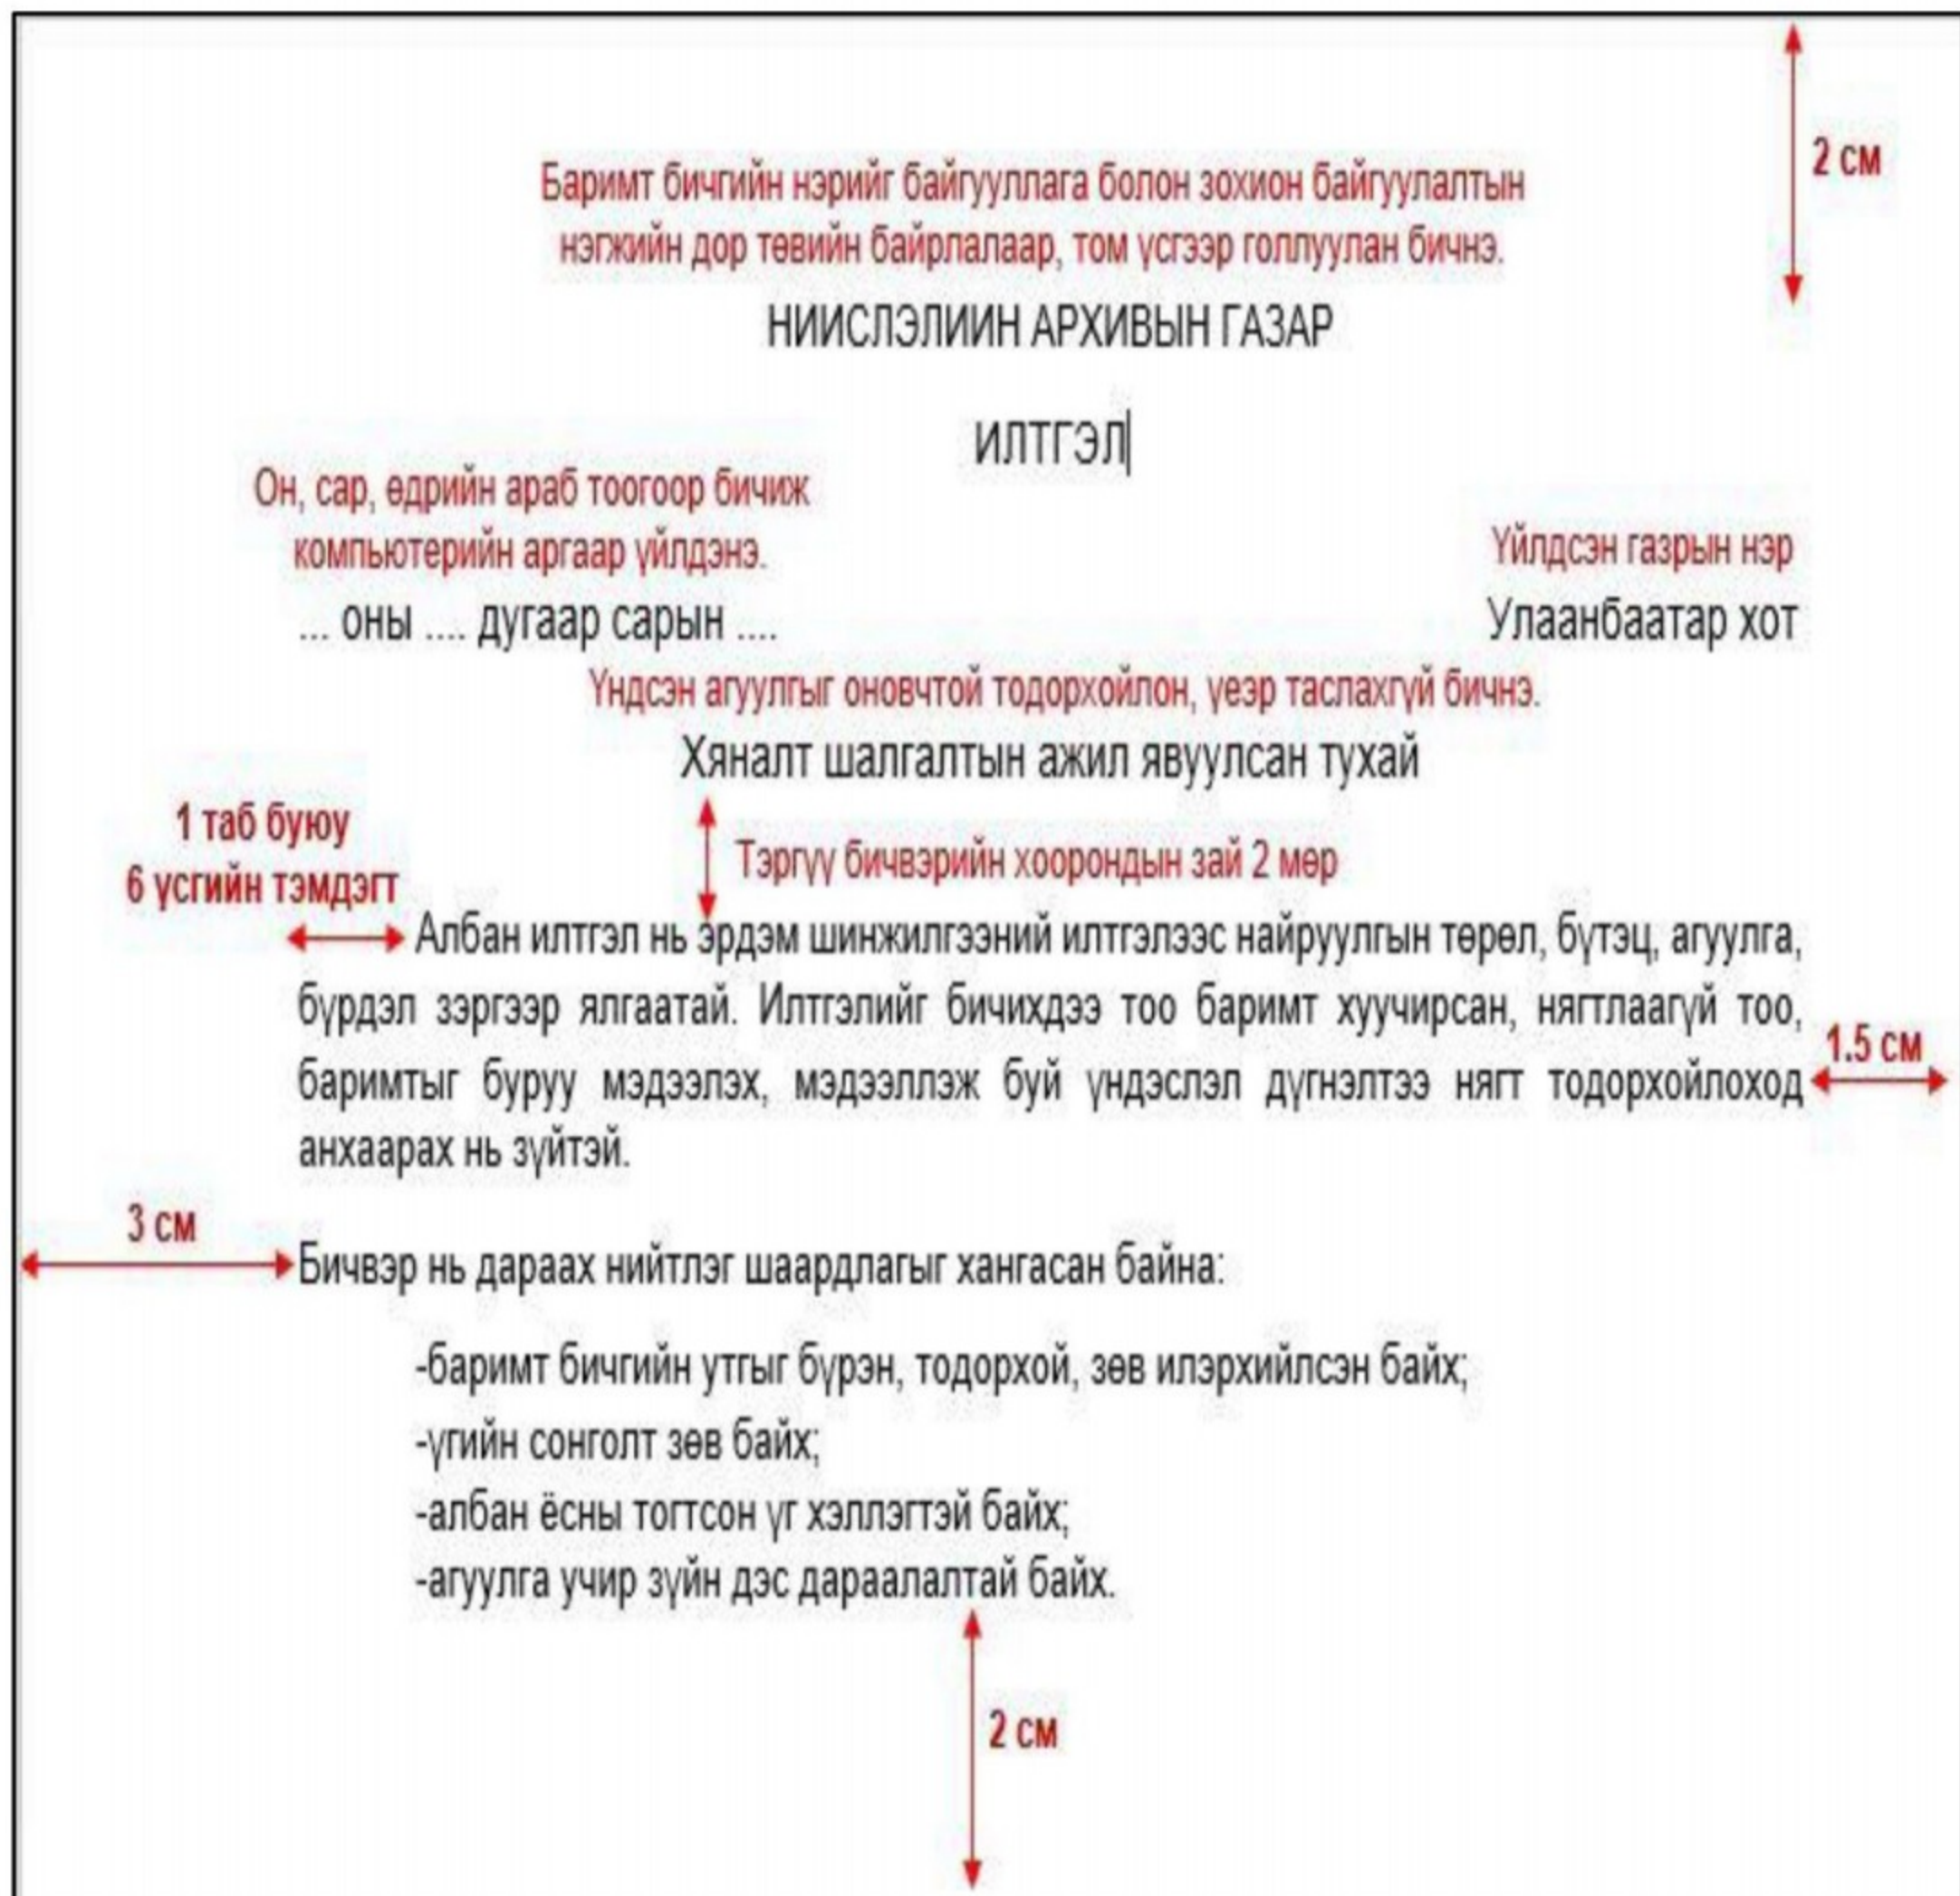 2 см
Баримт бичгийн нэрийг байгууллага болон зохион байгуулалтын
нэгжийн дор төвийн байрлалаар, том үсгээр голлуулан бичнэ.
НИИСЛЭЛИИН АРХИВЫН ГАЗАР
ИЛТГЭЛ
Он, сар, өдрийн араб тоогоор бичиж
компьютерийн аргаар үйлдэнэ.
Үйлдсэн газрын нэр
... оны .... дугаар сарын ....
Улаанбаатар хот
Үндсэн агуулгыг оновчтой тодорхойлон, үеэр таслахгүй бичнэ.
Хяналт шалгалтын ажил явуулсан тухай
1 таб буюу
6 үсгийн тэмдэгт
Тэргүү бичвэрийн хоорондын зай 2 мөр
Албан илтгэл нь эрдэм шинжилгээний илтгэлээс найруулгын төрөл, бүтэц, агуулга,
бүрдэл зэргээр ялгаатай. Илтгэлийг бичихдээ тоо баримт хуучирсан, нягтлаагүй тоо,
баримтыг буруу мэдээлэх, мэдээллэж буй үндэслэл дүгнэлтээ нягт тодорхойлоход
1.5 см
анхаарах нь зүйтэй.
3 см
Бичвэр нь дараах нийтлэг шаардлагыг хангасан байна:
-баримт бичгийн утгыг бүрэн, тодорхой, зөв илэрхийлсэн байх;
-үгийн сонголт зөв байх;
-албан ёсны тогтсон үг хэллэгтэй байх;
-агуулга учир зүйн дэс дараалалтай байх.
2 см